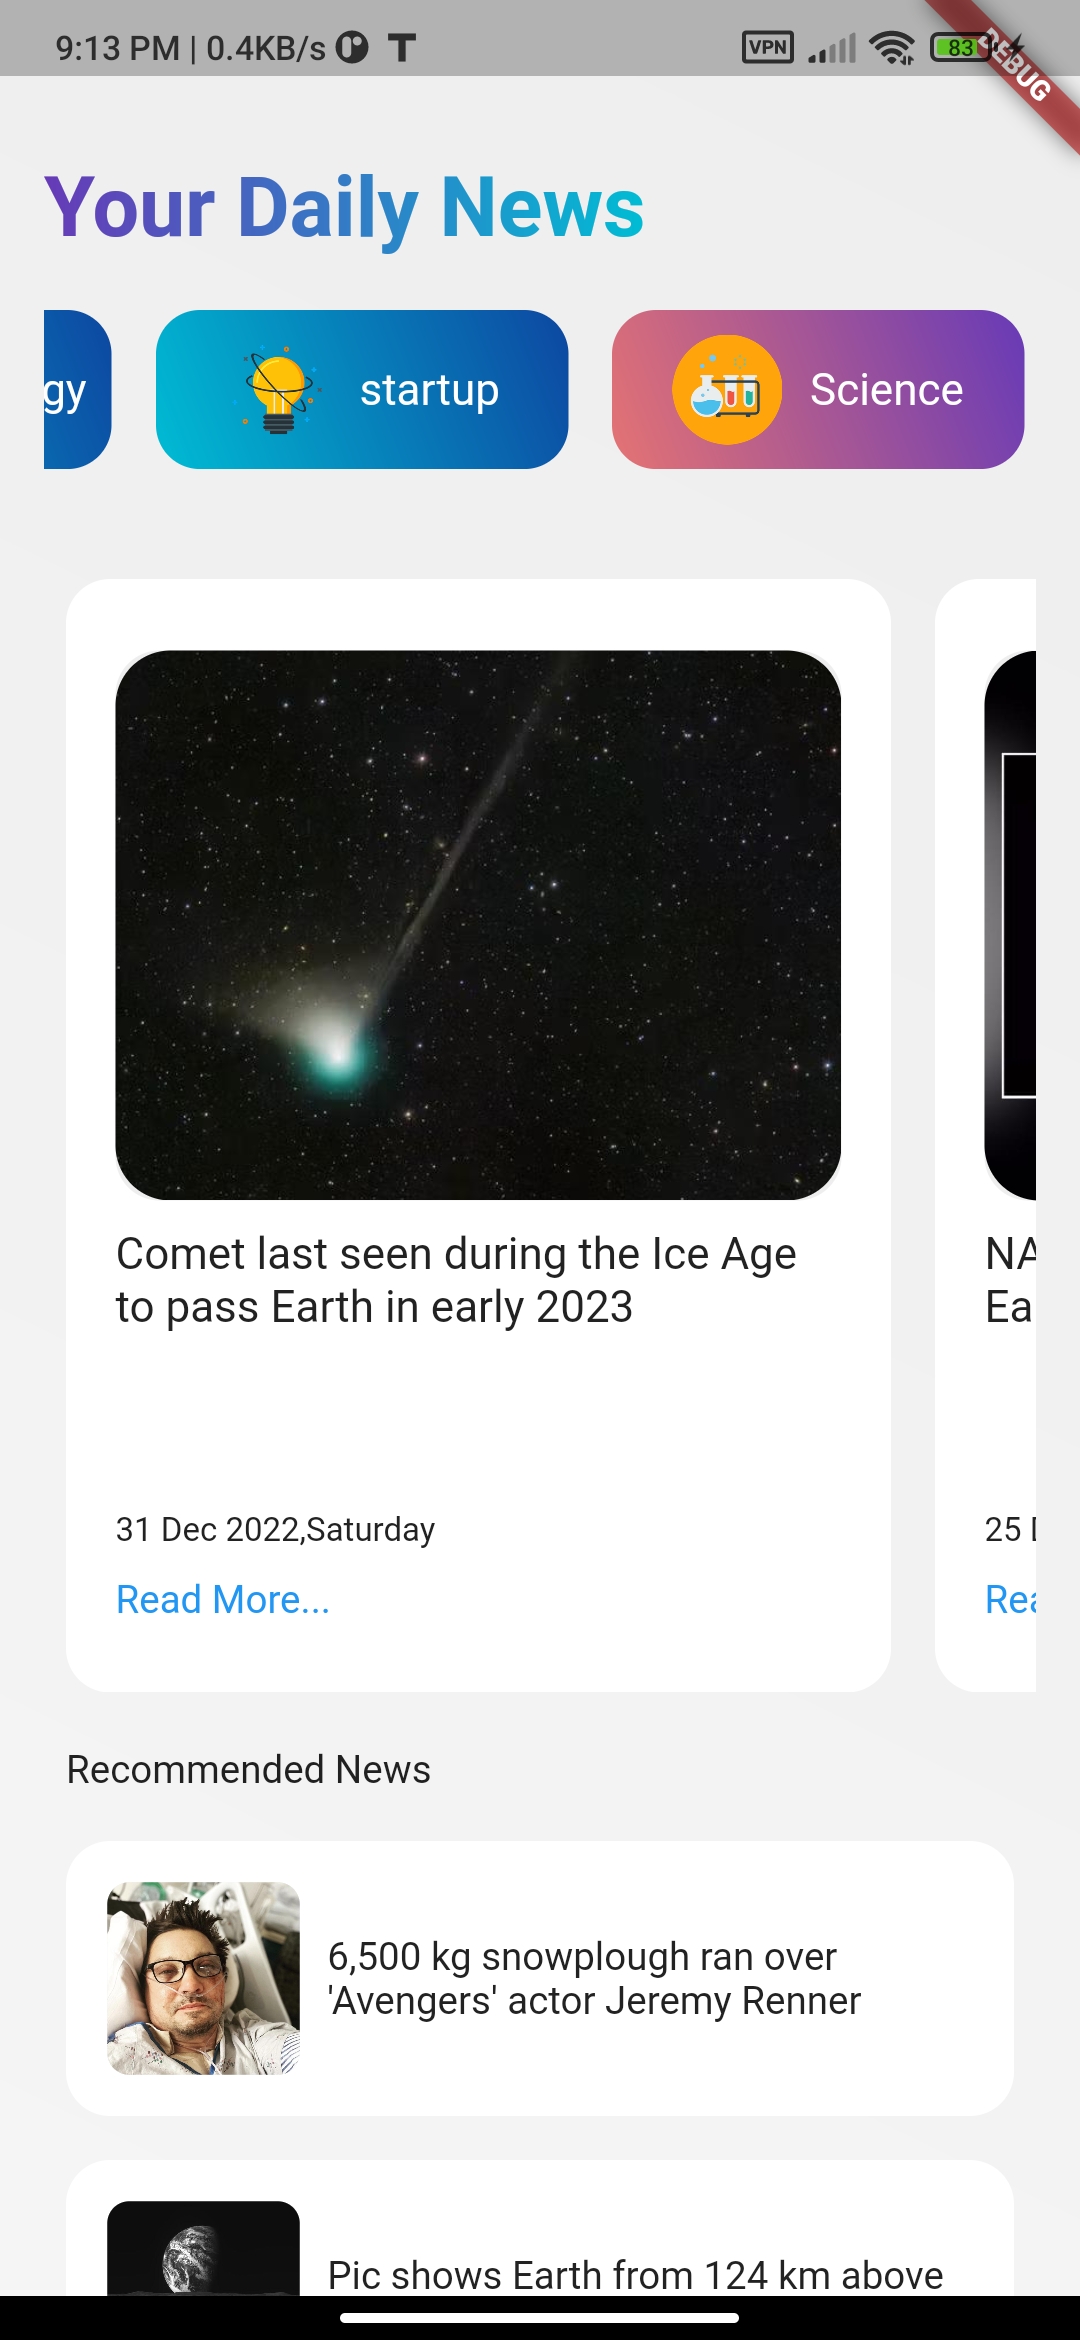 9:13 PM | 0.4KB/s
VPN
83
DEBUG
Your Daily News
gy
startup
Science
Comet last seen during the Ice Age
to pass Earth in early 2023
31 Dec 2022,Saturday
Read More...
NA
Ea
25 D
Rea
Recommended News
6,500 kg snowplough ran over
'Avengers' actor Jeremy Renner
Pic shows Earth from 124 km above